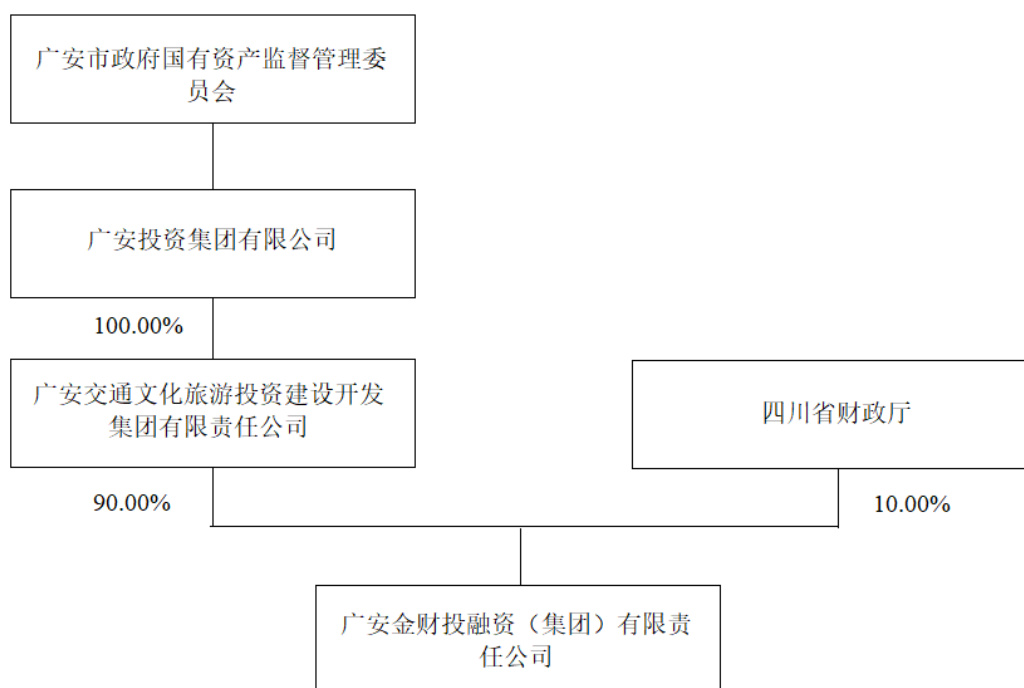 广安市政府国有资产监督管理委
员会
广安投资集团有限公司
100.00%
广安交通文化旅游投资建设开发
集团有限责任公司
四川省财政厅
90.00%
10.00%
广安金财投融资（集团）有限责
任公司